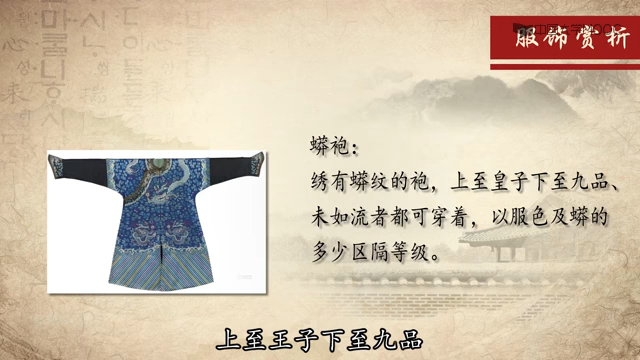 服飾赏析
蟒袍：
绣有蟒纹的袍，上至皇子下至九品、
未如流者都可穿着，以服色及蟒的
多少区隔等级。
上至王子下至九品